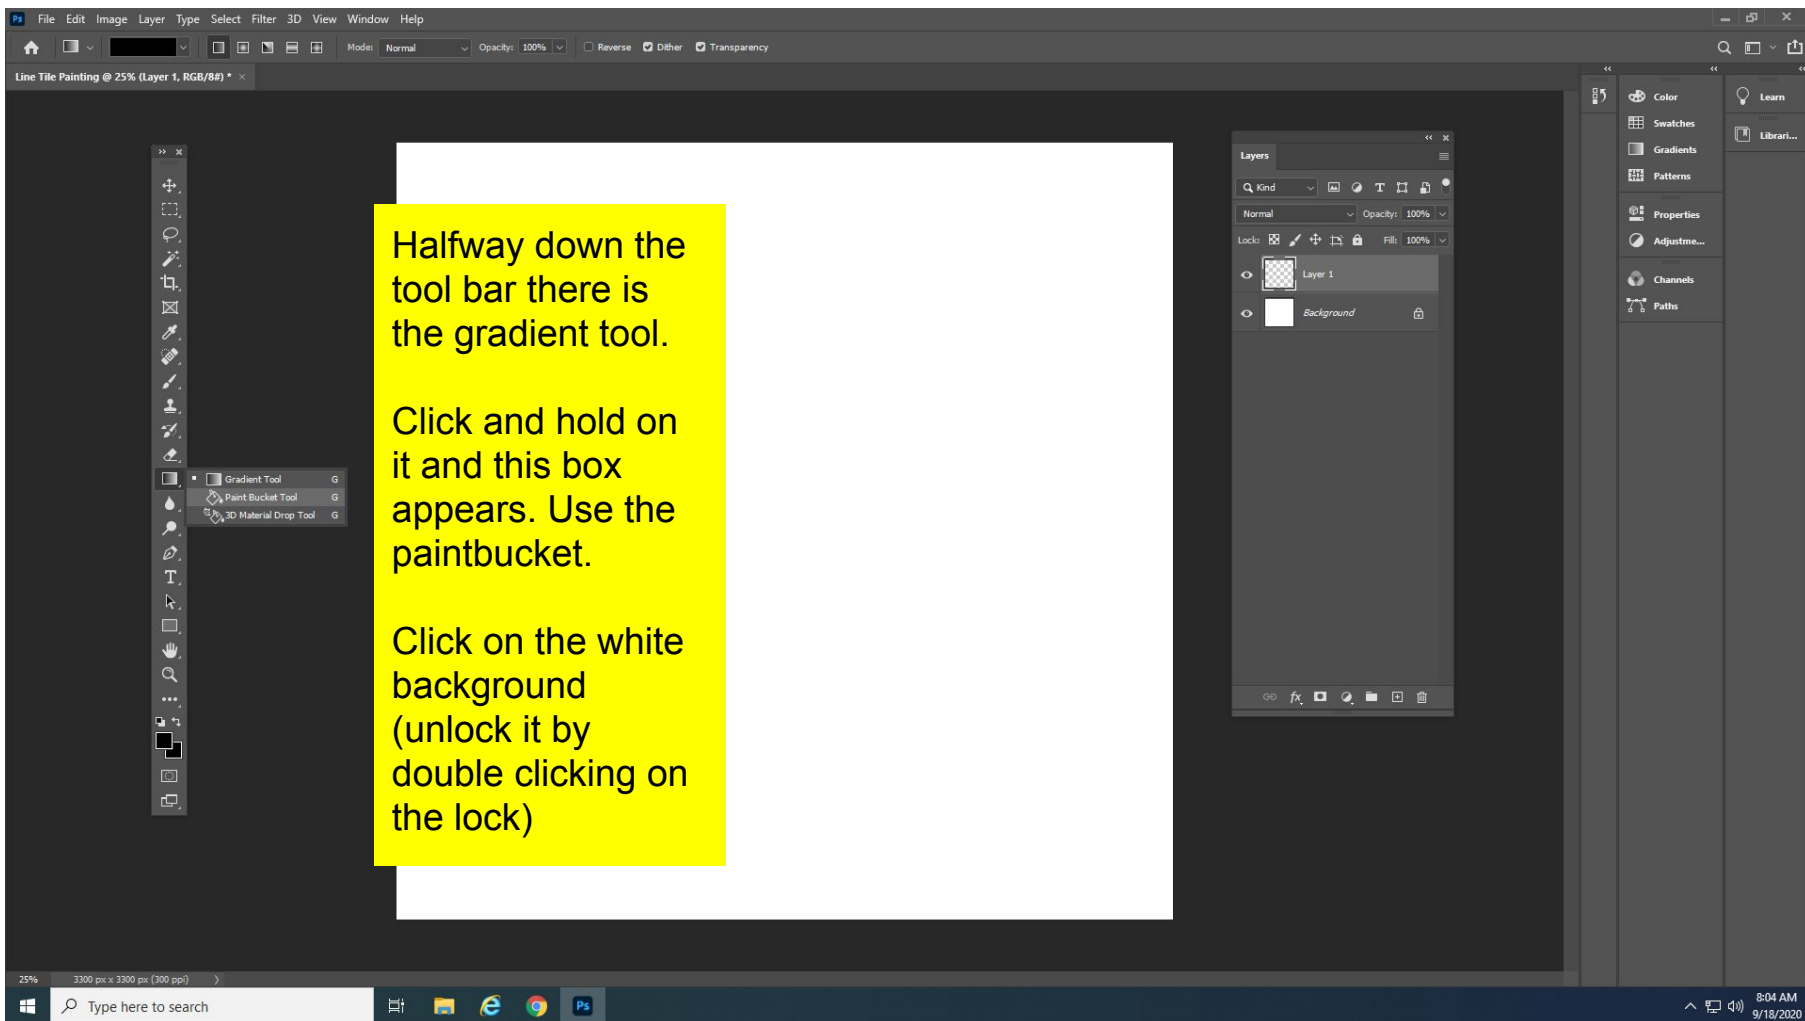 Ps File Edit Image Layer Type Select Filter 3D View Window Help
Mode: Normal Opacity: 100% Reverse Dither Transparency
Line Tile Painting @ 25% (Layer 1, RGB/8#) * ×
Color
Learn
Swatches
Librari...
Gradients
Patterns
Properties
Adjustme...
Channels
Paths
Layers
Kind
Normal Opacity: 100%
Lock: Fill: 100%
Layer 1
Background
fx
Gradient Tool G
Paint Bucket Tool G
3D Material Drop Tool G
Halfway down the
tool bar there is
the gradient tool.
Click and hold on
it and this box
appears. Use the
paintbucket.
Click on the white
background
(unlock it by
double clicking on
the lock)
25% 3300 px x 3300 px (300 ppi)
Type here to search
Ps
8:04 AM
9/18/2020